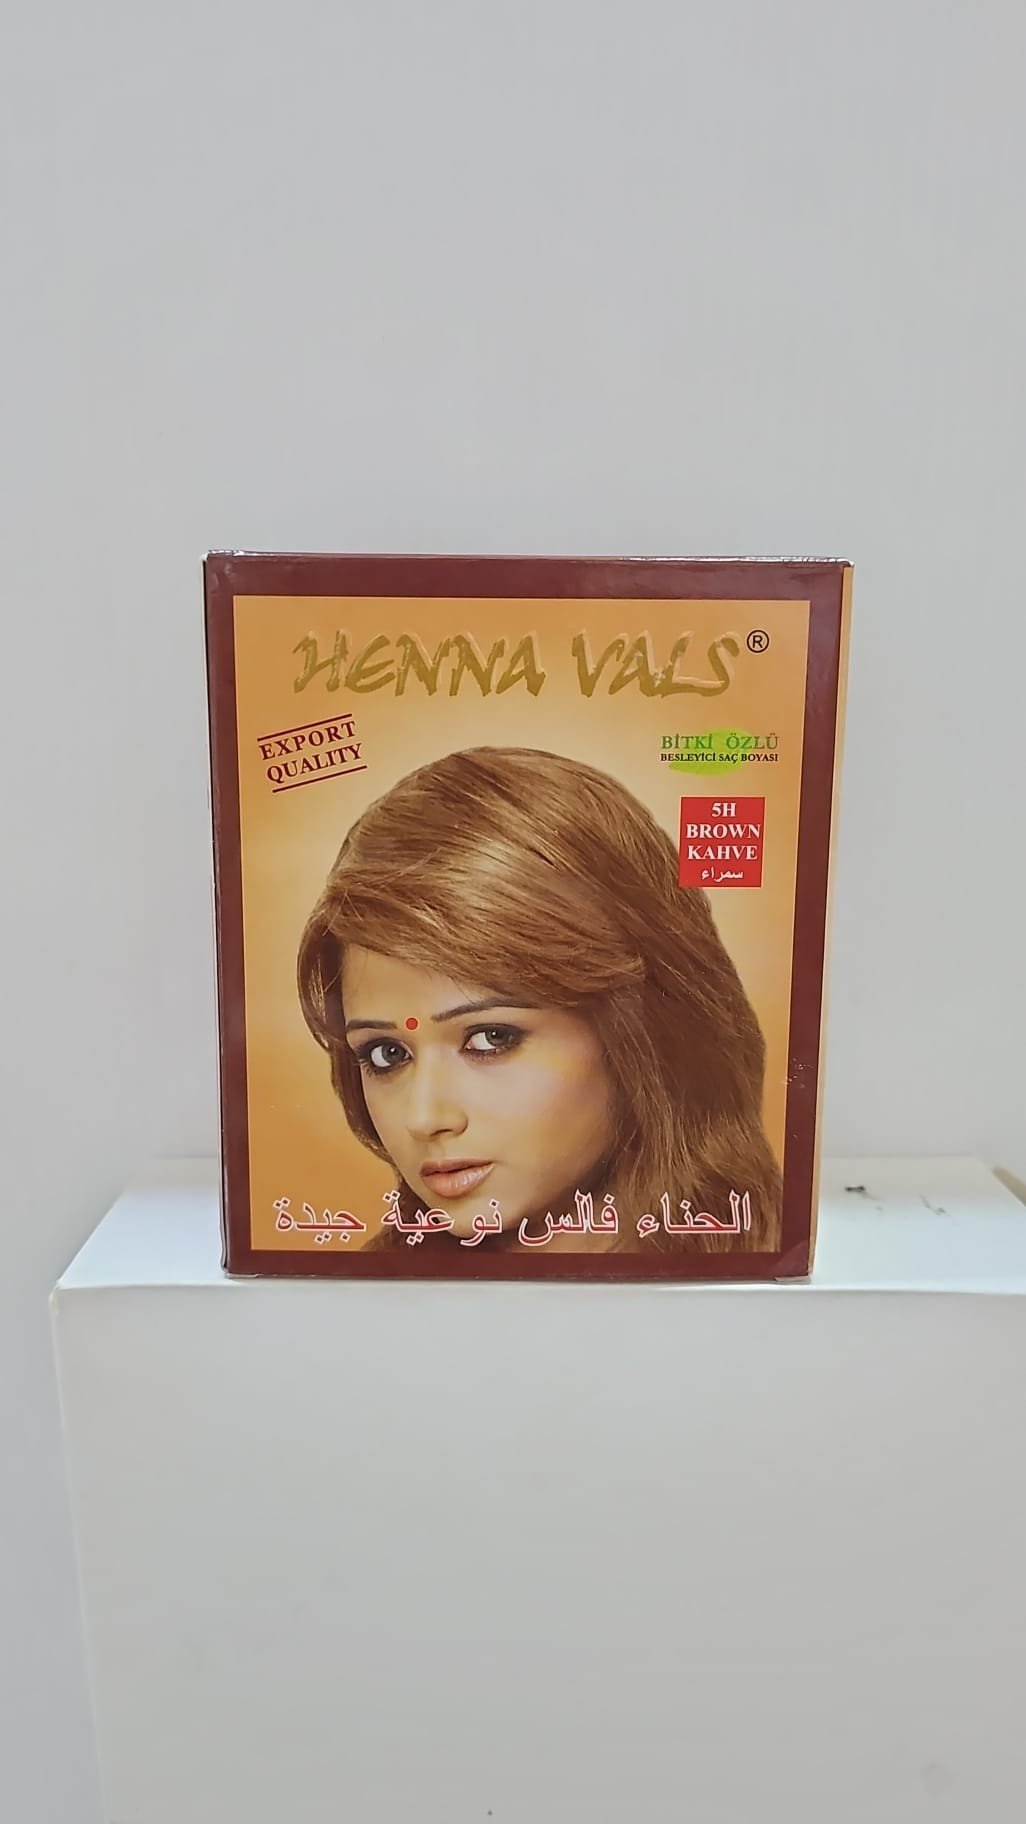 HENNA VALS®
EXPORT
QUALITY
BİTKİ ÖZLÜ
BESLEYİCİ SAÇ BOYASI
5H
BROWN
KAHVE
سمراء
الحناء فالس نوعية جيدة